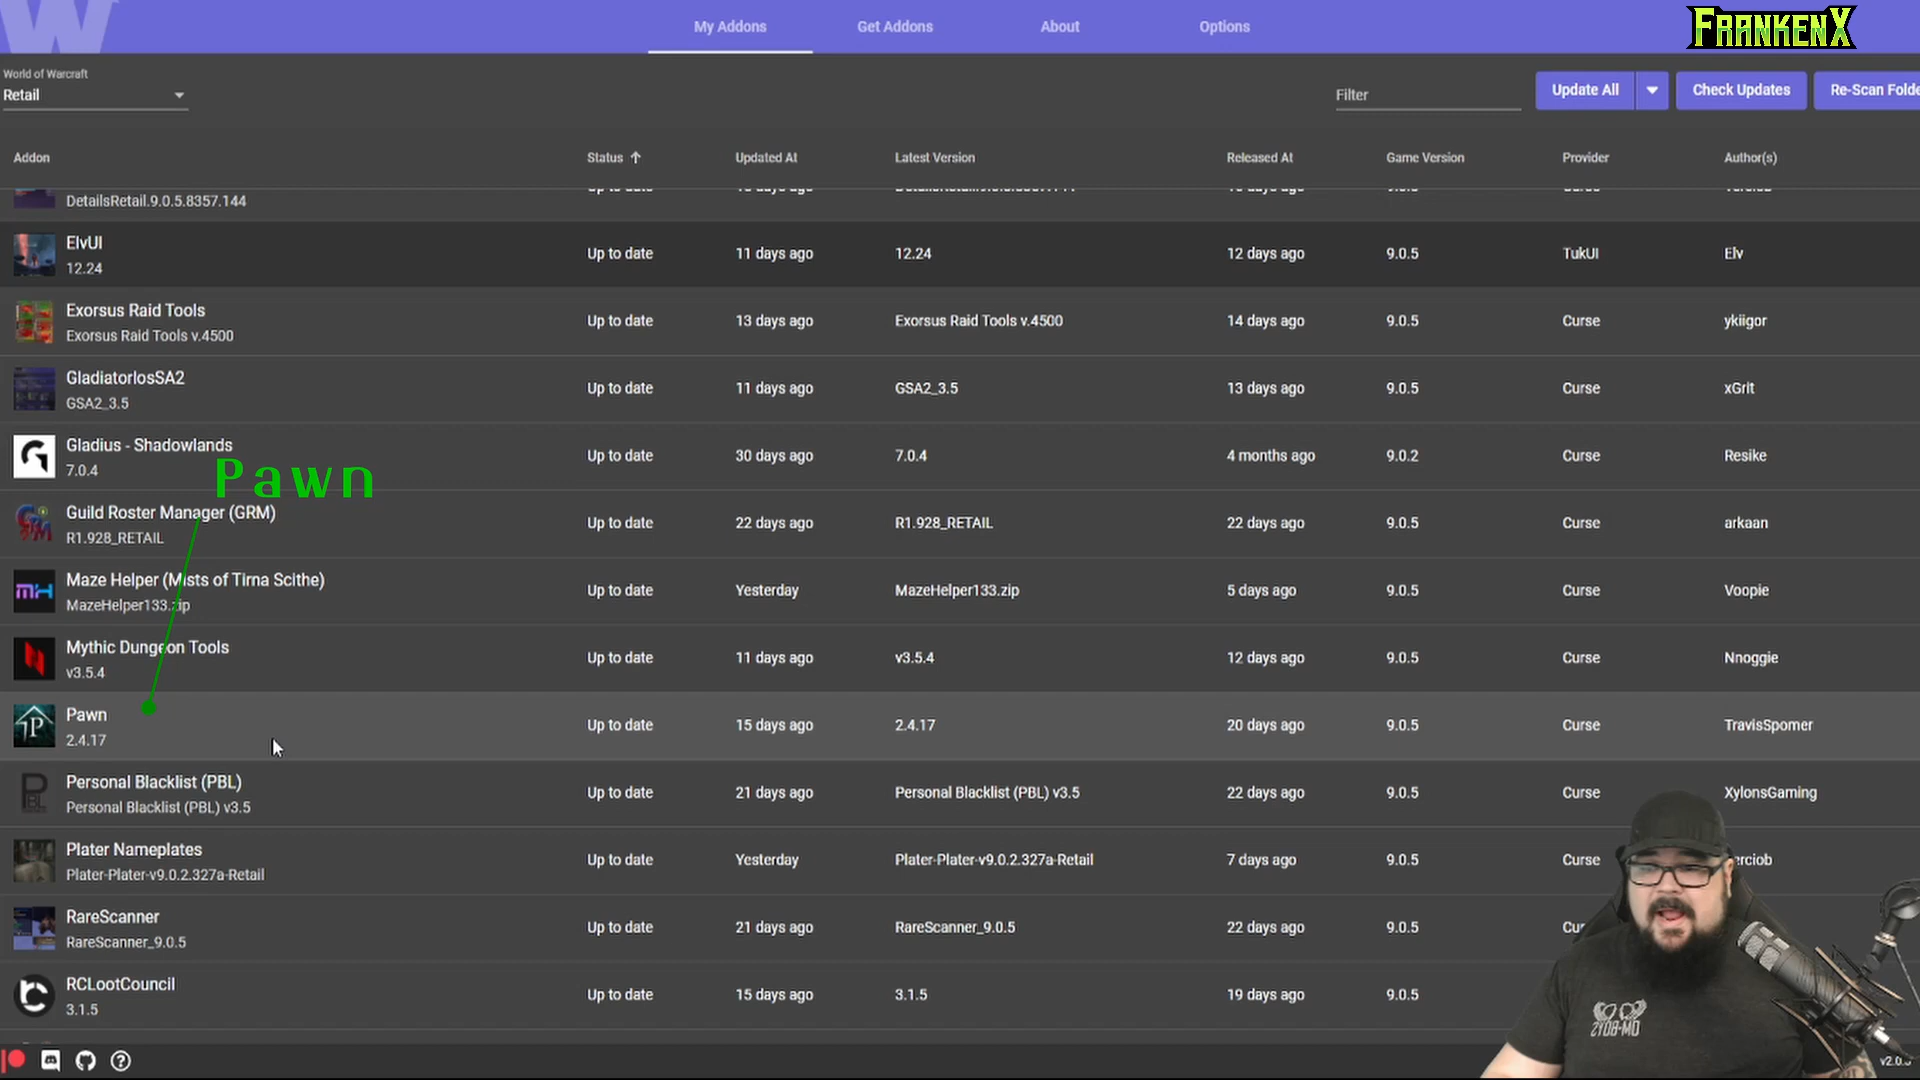 W
My Addons Get Addons About Options
FRANKENX
World of Warcraft
Retail
Filter
Update All Check Updates Re-Scan Folde
Addon Status Updated At Latest Version Released At Game Version Provider Author(s)
DetailsRetail.9.0.5.8357.144
ElvUI
12.24
Up to date 11 days ago 12.24 12 days ago 9.0.5 TukUI Elv
Exorsus Raid Tools
Exorsus Raid Tools v.4500
Up to date 13 days ago Exorsus Raid Tools v.4500 14 days ago 9.0.5 Curse ykiigor
GladiatorlosSA2
GSA2_3.5
Up to date 11 days ago GSA2_3.5 13 days ago 9.0.5 Curse xGrit
Gladius - Shadowlands
7.0.4
Up to date 30 days ago 7.0.4 4 months ago 9.0.2 Curse Resike
Pawn
Guild Roster Manager (GRM)
R1.928_RETAIL
Up to date 22 days ago R1.928_RETAIL 22 days ago 9.0.5 Curse arkaan
Maze Helper (Mists of Tirna Scithe)
MazeHelper133.zip
Up to date Yesterday MazeHelper133.zip 5 days ago 9.0.5 Curse Voopie
Mythic Dungeon Tools
v3.5.4
Up to date 11 days ago v3.5.4 12 days ago 9.0.5 Curse Nnoggie
Pawn
2.4.17
Up to date 15 days ago 2.4.17 20 days ago 9.0.5 Curse TravisSpomer
Personal Blacklist (PBL)
Personal Blacklist (PBL) v3.5
Up to date 21 days ago Personal Blacklist (PBL) v3.5 22 days ago 9.0.5 Curse XylonsGaming
Plater Nameplates
Plater-Plater-v9.0.2.327a-Retail
Up to date Yesterday Plater-Plater-v9.0.2.327a-Retail 7 days ago 9.0.5 Curse erciob
RareScanner
RareScanner_9.0.5
Up to date 21 days ago RareScanner_9.0.5 22 days ago 9.0.5 Cur
RCLootCouncil
3.1.5
Up to date 15 days ago 3.1.5 19 days ago 9.0.5
2YOB-MD